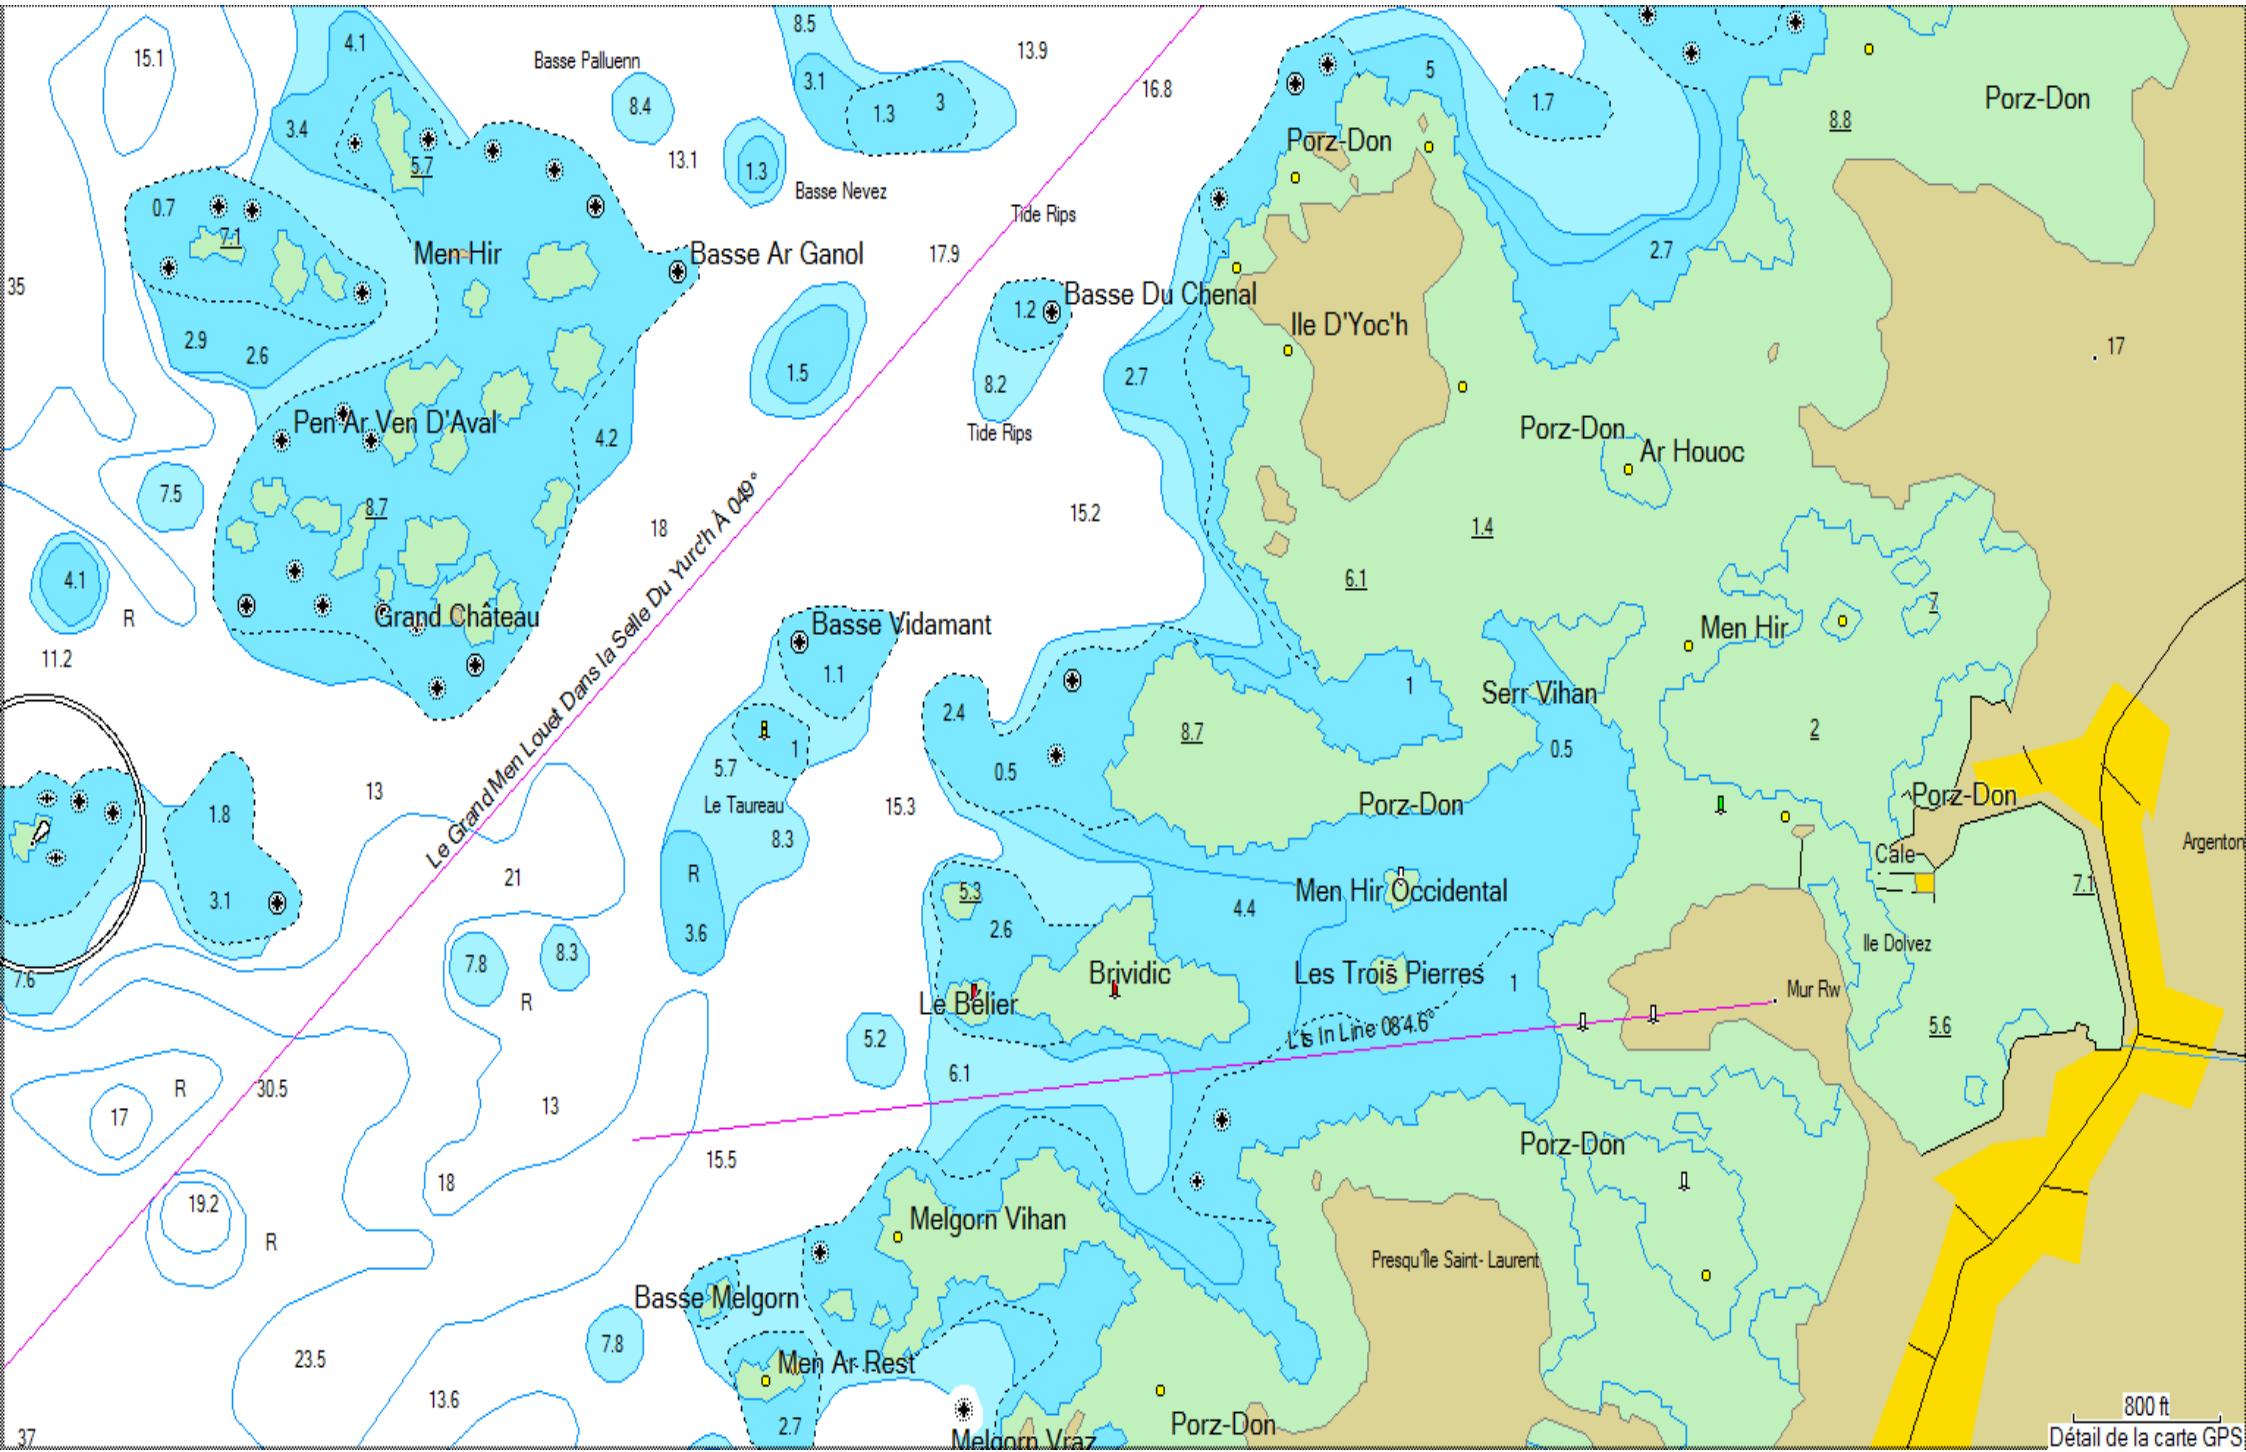 8.5
4.1
13.9
15.1
Basse Palluenn
5
16.8
3.1
8.4
1.3
3
1.7
Porz-Don
8.8
3.4
Porz-Don
13.1
5.7
1.3
Basse Nevez
0.7
Tide Rips
7.1
Men Hir
Basse Ar Ganol
17.9
2.7
35
Basse Du Chenal
1.2
Ile D'Yoc'h
2.9
2.6
17
1.5
8.2
2.7
Pen Ar Ven D'Aval
4.2
Tide Rips
Porz-Don
Ar Houoc
7.5
8.7
18
15.2
1.4
Le Grand Men Louet Dans la Selle Du Yurc'h À 049°
4.1
6.1
R
Grand Château
Basse Vidamant
7
Men Hir
11.2
1.1
1
Serr Vihan
2.4
8.7
2
1
0.5
5.7
0.5
13
Le Taureau
15.3
Porz-Don
Porz-Don
1.8
8.3
Argenton
Cale
21
R
5.3
Men Hir Occidental
7.1
3.1
4.4
2.6
3.6
Ile Dolvez
7.8
8.3
7.6
R
Le Bélier
Brividic
Les Trois Pierres
1
Mur Rw
5.2
Lts In Line 084.6°
5.6
6.1
R
30.5
17
13
Porz-Don
15.5
18
19.2
R
Melgorn Vihan
Presqu'Île Saint-Laurent
Basse Melgorn
7.8
23.5
Men Ar Rest
13.6
2.7
Porz-Don
37
Melgorn Vraz
800 ft
Détail de la carte GPS